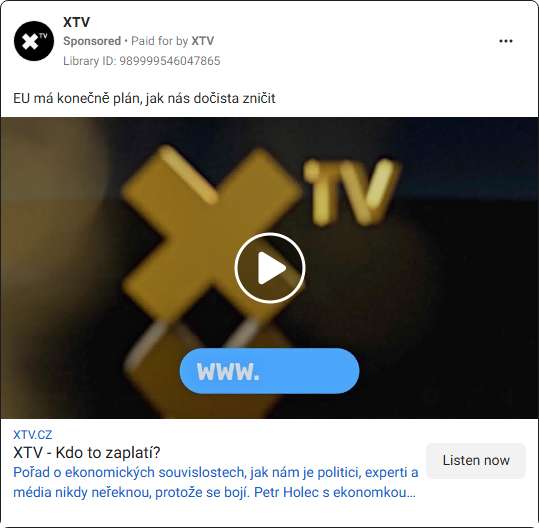 XTV
Sponsored • Paid for by XTV
Library ID: 989999546047865
EU má konečně plán, jak nás dočista zničit
XTV
www.
XTV.CZ
XTV - Kdo to zaplatí?
Pořad o ekonomických souvislostech, jak nám je politici, experti a
média nikdy neřeknou, protože se bojí. Petr Holec s ekonomkou...
Listen now